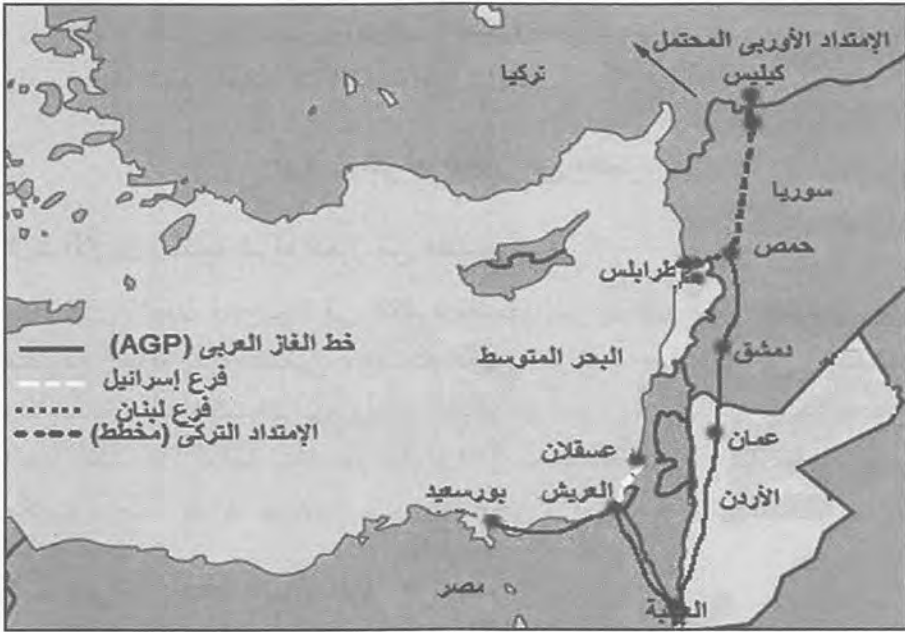 الإمتداد الأوربى المحتمل
كيليس
تركيا
سوريا
حمص
طرابلس
دمشق
البحر المتوسط
خط الغاز العربى (AGP)
فرع إسرائيل
فرع لبنان
الإمتداد التركى (مخطط)
عمان
عسقلان
العريش
بورسعيد
الأردن
مصر